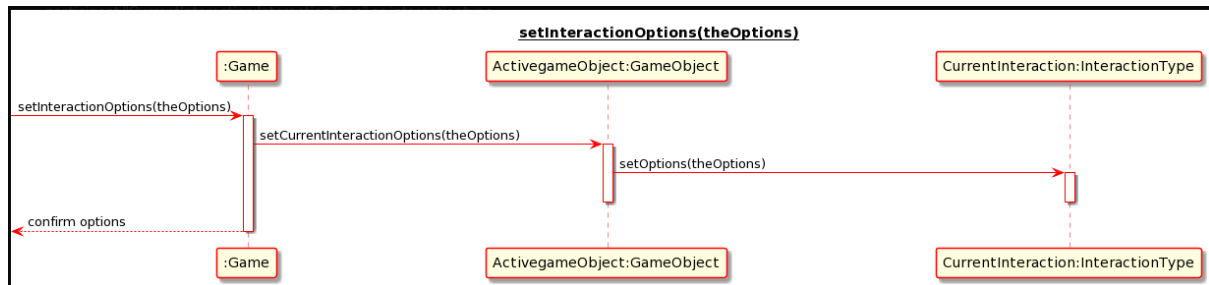 setInteractionOptions(theOptions)
:Game
ActivegameObject:GameObject
CurrentInteraction:InteractionType
setInteractionOptions(theOptions)
setCurrentInteractionOptions(theOptions)
setOptions(theOptions)
confirm options
:Game
ActivegameObject:GameObject
CurrentInteraction:InteractionType